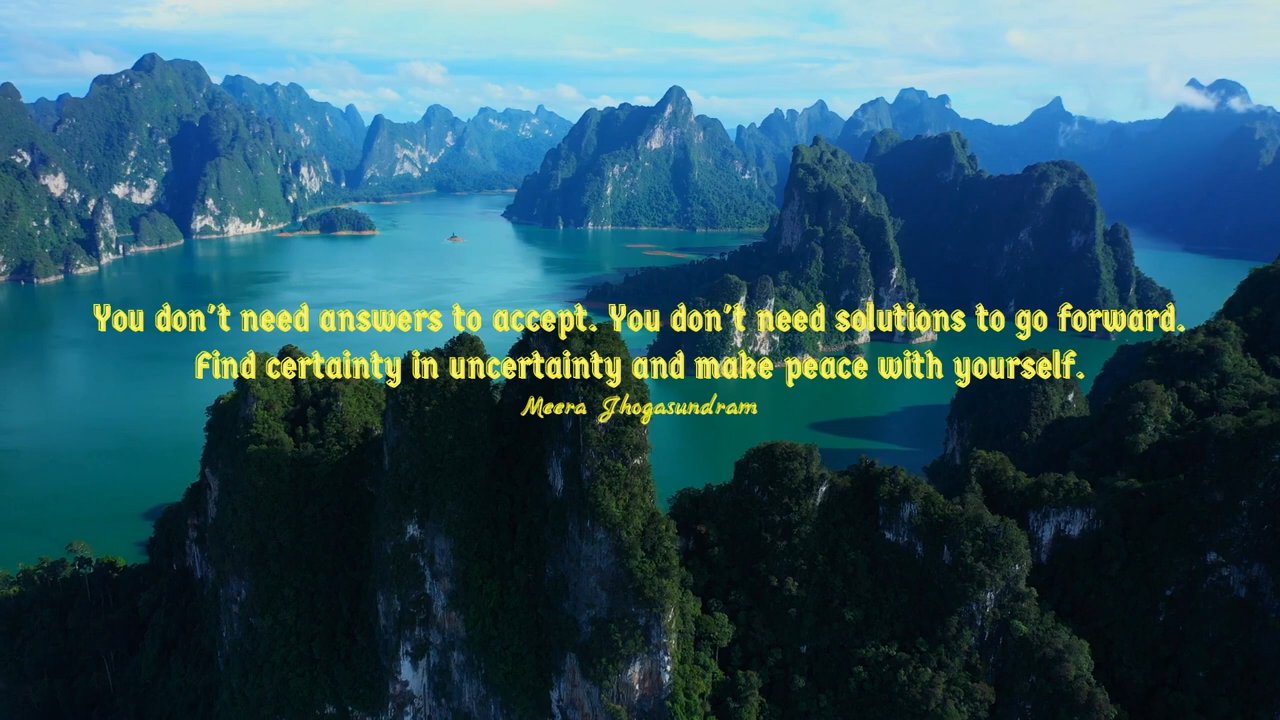 You don't need answers to accept. You don't need solutions to go forward.
Find certainty in uncertainty and make peace with yourself.
Meera Jhogasundram